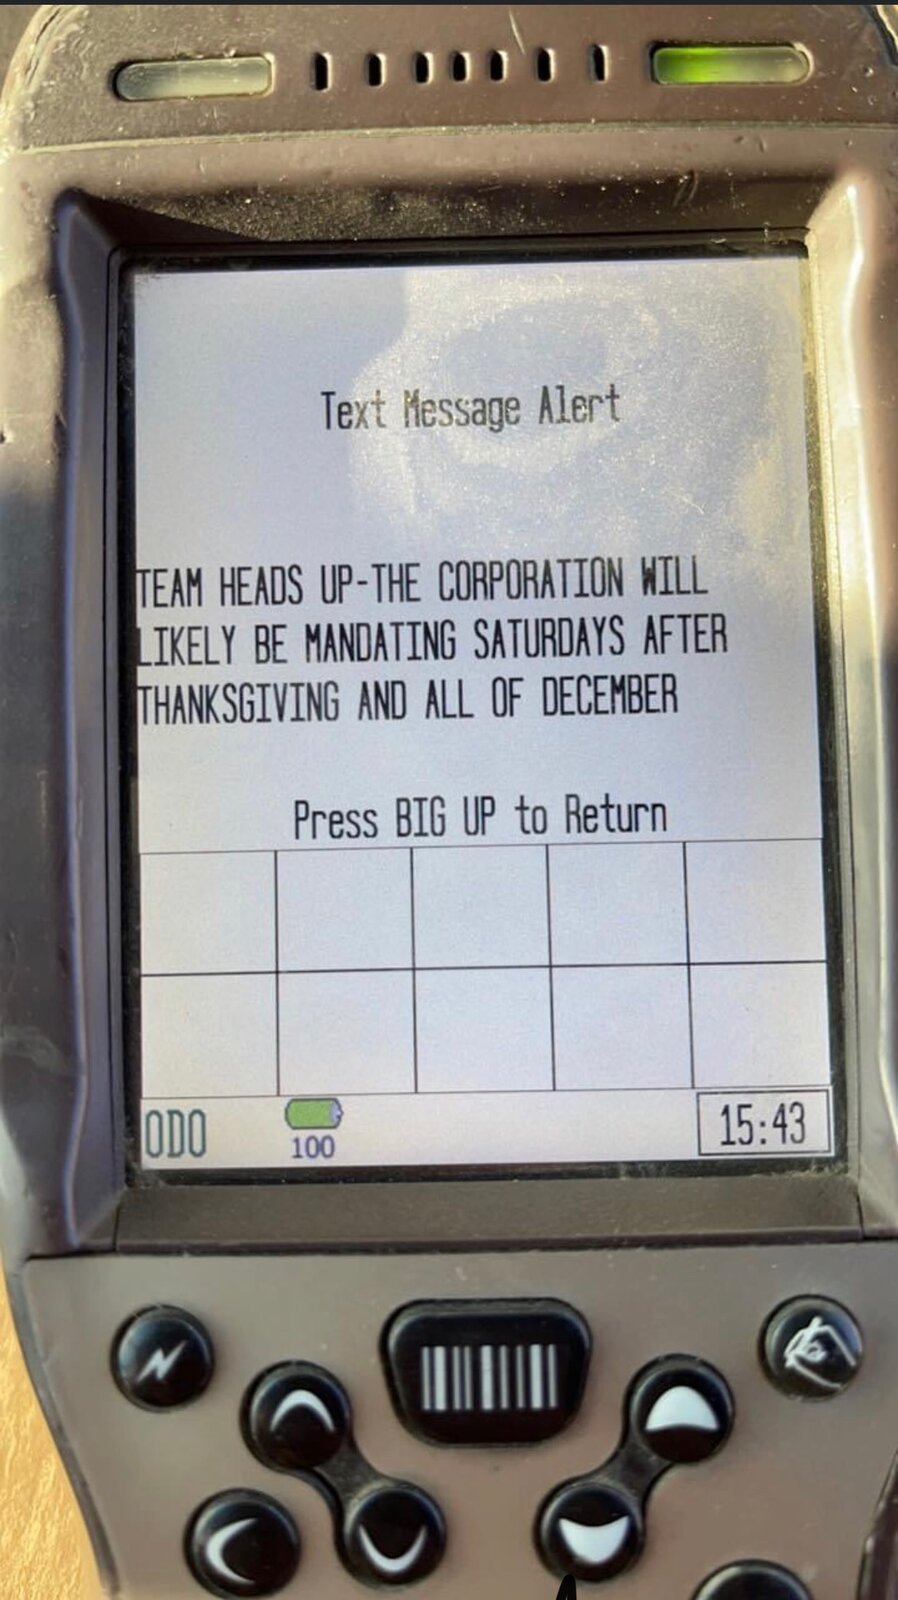 Text Message Alert
TEAM HEADS UP-THE CORPORATION WILL
LIKELY BE MANDATING SATURDAYS AFTER
THANKSGIVING AND ALL OF DECEMBER
Press BIG UP to Return
ODO
100
15:43